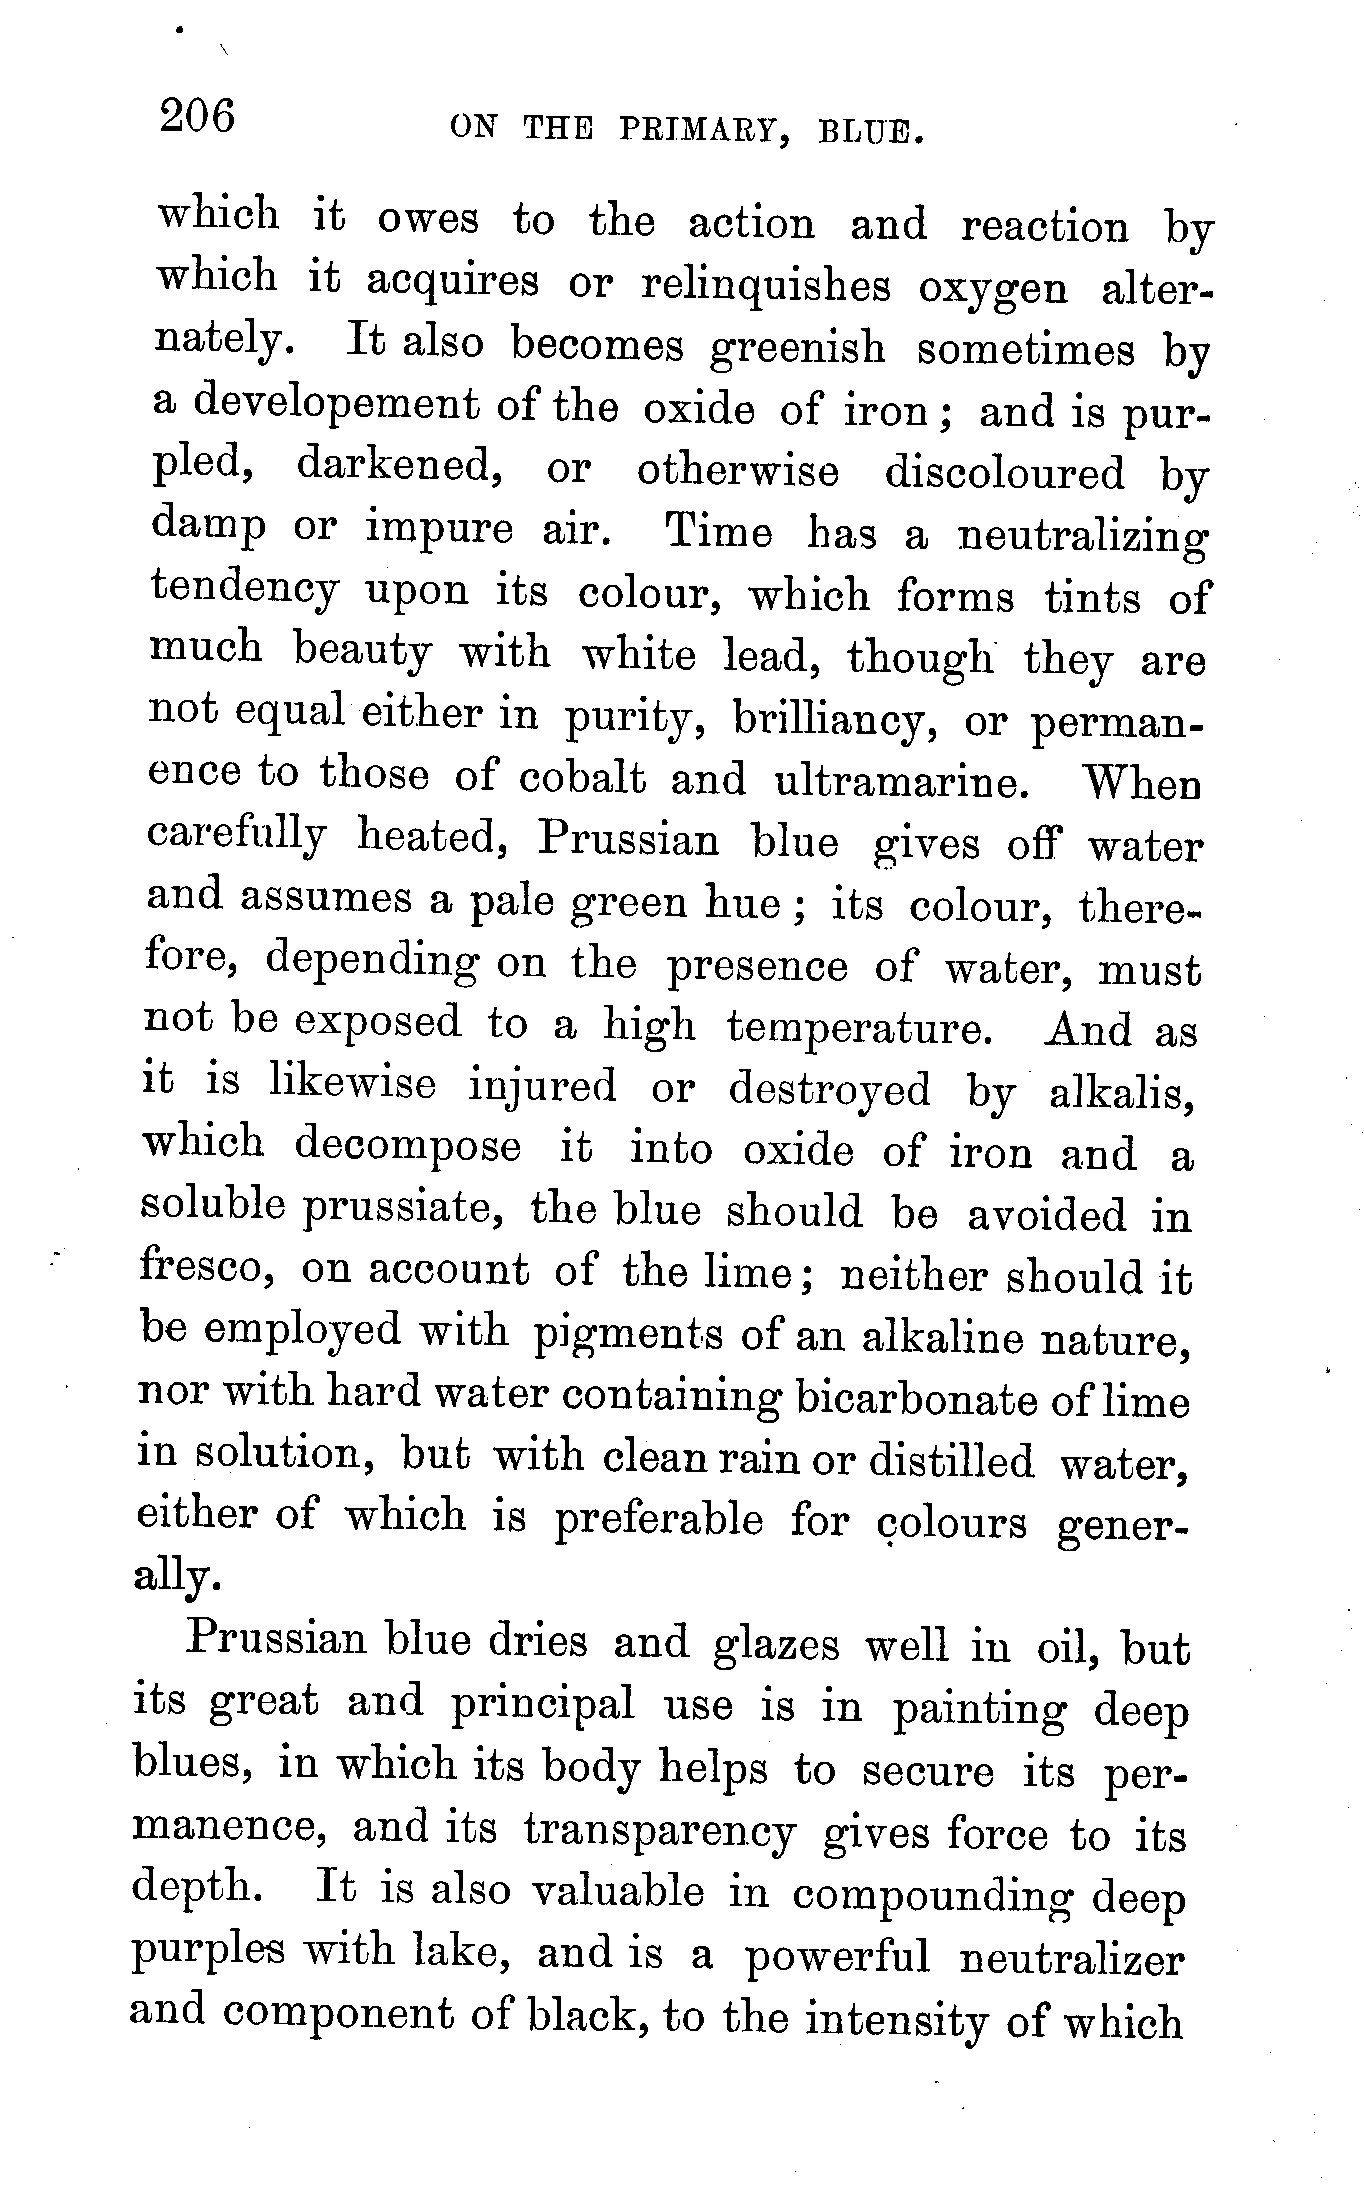 206
ON THE PRIMARY, BLUE.
which it owes to the action and reaction by
which it acquires or relinquishes oxygen alter-
nately. It also becomes greenish sometimes by
a developement of the oxide of iron; and is pur-
pled, darkened, or otherwise discoloured by
damp or impure air. Time has a neutralizing
tendency upon its colour, which forms tints of
much beauty with white lead, though they are
not equal either in purity, brilliancy, or perman-
ence to those of cobalt and ultramarine. When
carefully heated, Prussian blue gives off water
and assumes a pale green hue; its colour, there-
fore, depending on the presence of water, must
not be exposed to a high temperature. And as
it is likewise injured or destroyed by alkalis,
which decompose it into oxide of iron and a
soluble prussiate, the blue should be avoided in
fresco, on account of the lime; neither should it
be employed with pigments of an alkaline nature,
nor with hard water containing bicarbonate of lime
in solution, but with clean rain or distilled water,
either of which is preferable for colours gener-
ally.
Prussian blue dries and glazes well in oil, but
its great and principal use is in painting deep
blues, in which its body helps to secure its per-
manence, and its transparency gives force to its
depth. It is also valuable in compounding deep
purples with lake, and is a powerful neutralizer
and component of black, to the intensity of which